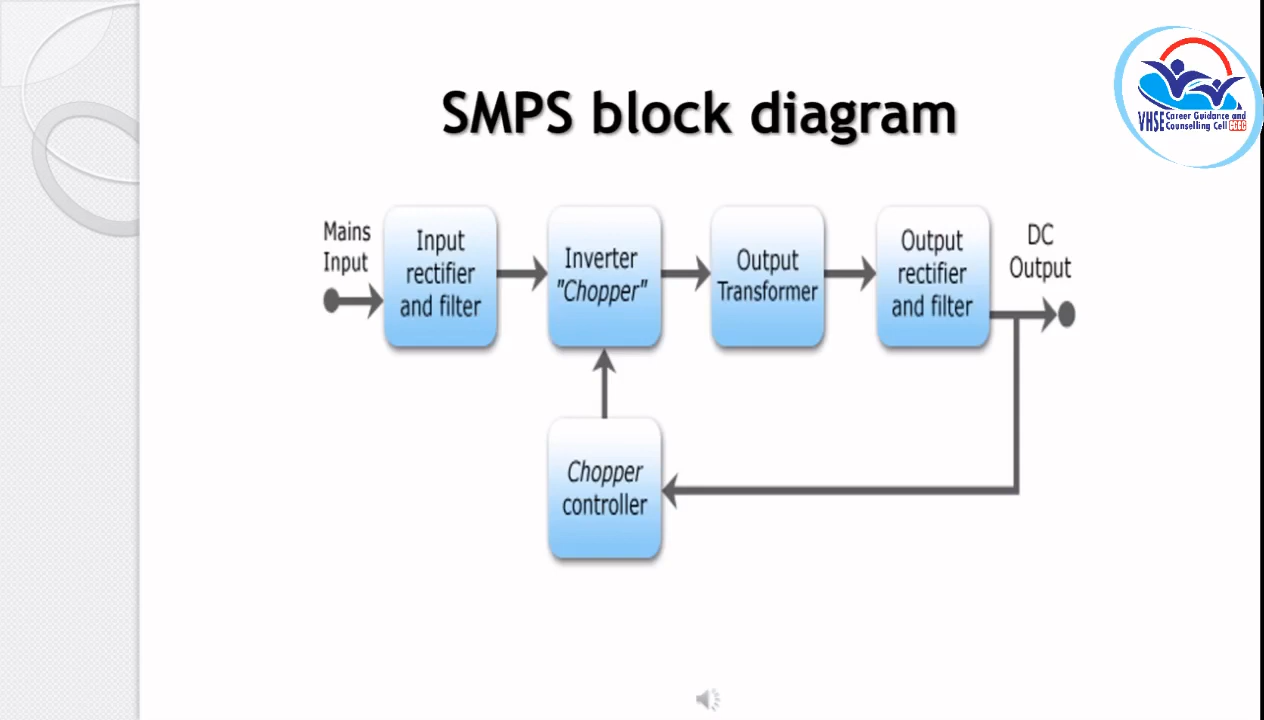 SMPS block diagram
VHSE Career Guidance and
Counselling Cell CGCC
Mains
Input
Input
rectifier
and filter
Inverter
"Chopper"
Output
Transformer
Output
rectifier
and filter
DC
Output
Chopper
controller